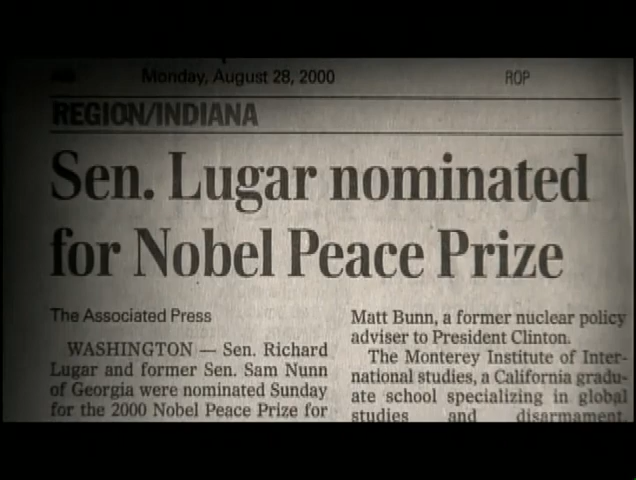 Monday, August 28, 2000
ROP
REGION/INDIANA
Sen. Lugar nominated
for Nobel Peace Prize
The Associated Press
WASHINGTON — Sen. Richard
Lugar and former Sen. Sam Nunn
of Georgia were nominated Sunday
for the 2000 Nobel Peace Prize for
Matt Bunn, a former nuclear policy
adviser to President Clinton.
The Monterey Institute of Inter-
national studies, a California gradu-
ate school specializing in global
studies and disarmament,